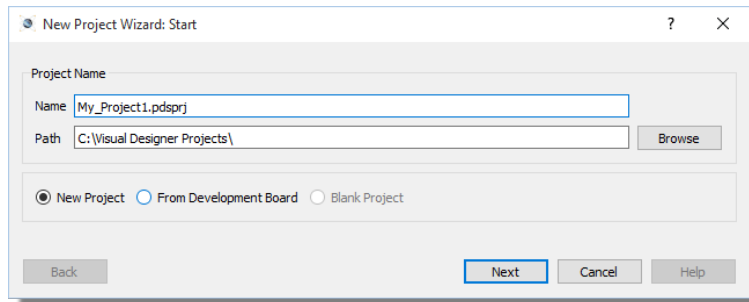 New Project Wizard: Start
Project Name
Name My_Project1.pdsprj
Path C:\Visual Designer Projects\ Browse
New Project From Development Board Blank Project
Back Next Cancel Help